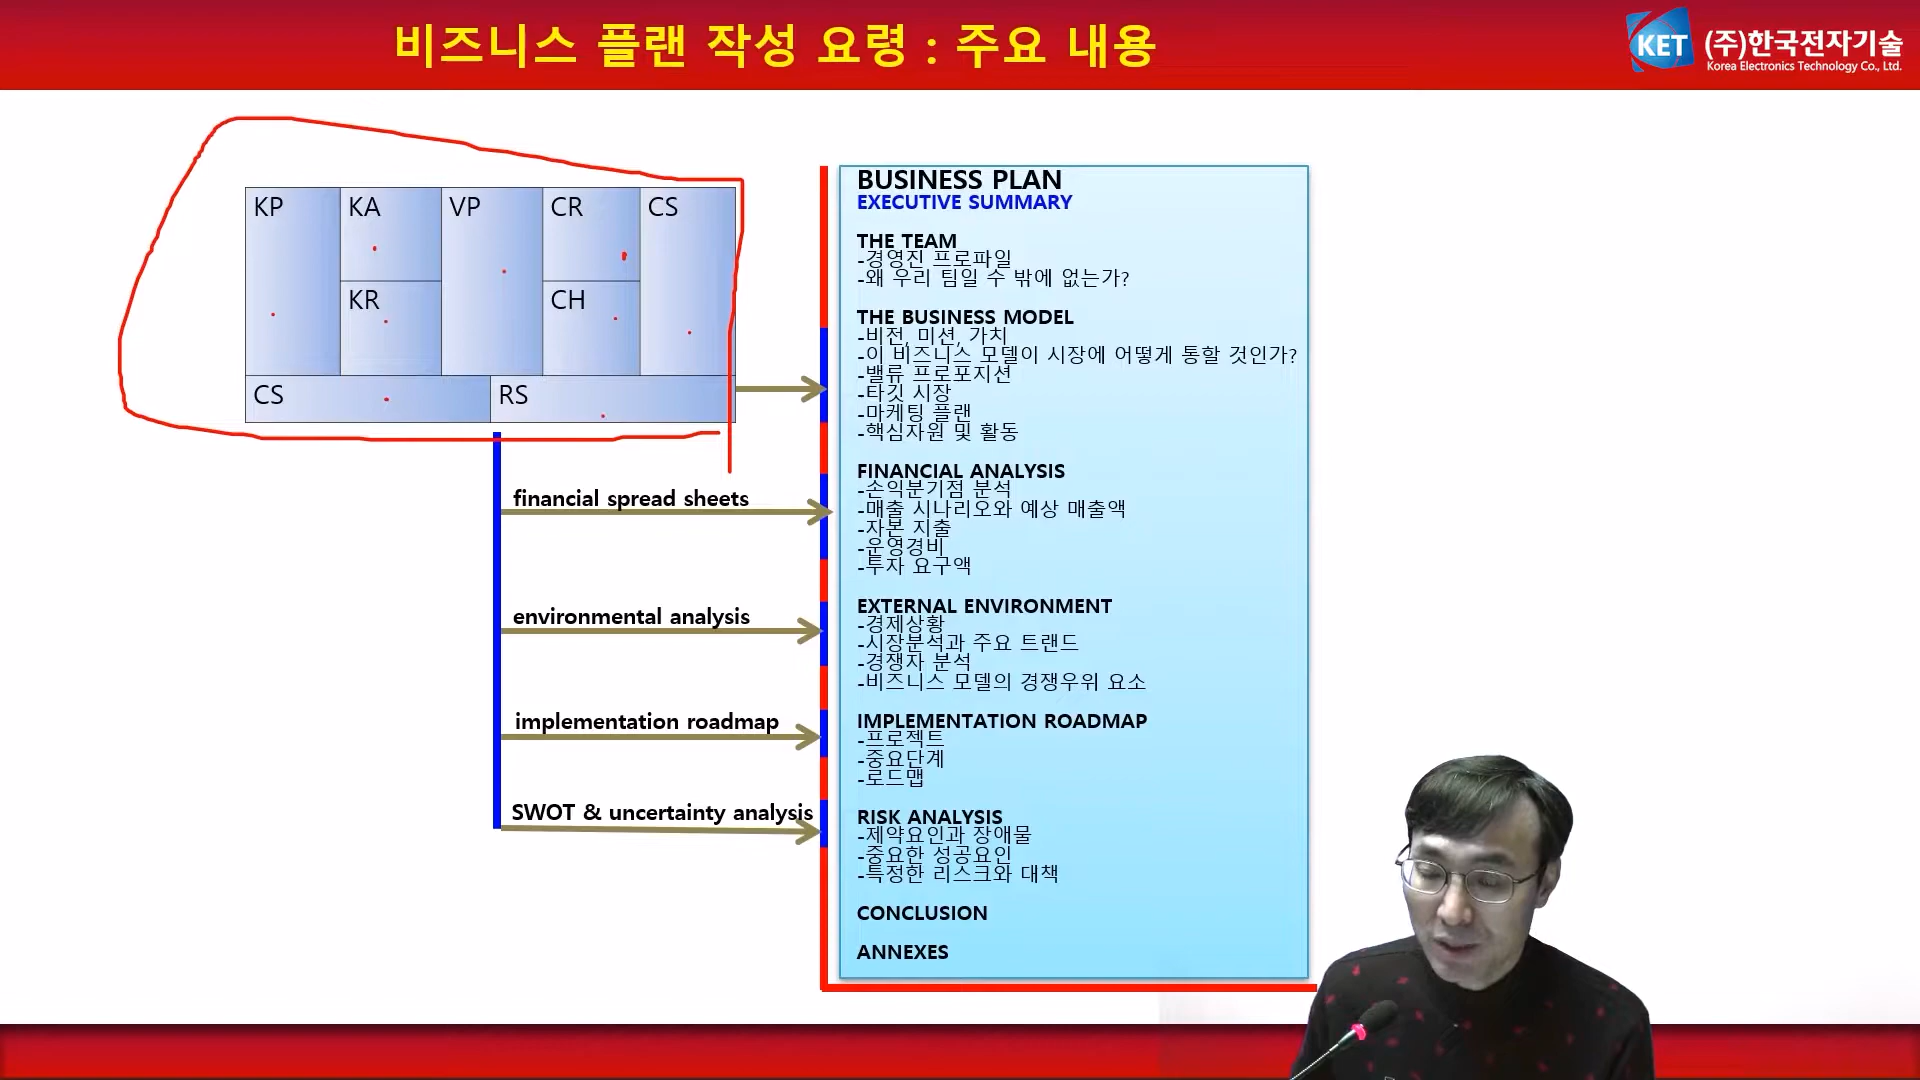 비즈니스 플랜 작성 요령 : 주요 내용
KET
(주)한국전자기술
Korea Electronics Technology Co., Ltd.
KP
KA
VP
CR
CS
KR
CH
CS
RS
financial spread sheets
environmental analysis
implementation roadmap
SWOT & uncertainty analysis
BUSINESS PLAN
EXECUTIVE SUMMARY
THE TEAM
-경영진 프로파일
-왜 우리 팀일 수 밖에 없는가?
THE BUSINESS MODEL
-비전, 미션, 가치
-이 비즈니스 모델이 시장에 어떻게 통할 것인가?
-밸류 프로포지션
-타깃 시장
-마케팅 플랜
-핵심자원 및 활동
FINANCIAL ANALYSIS
-손익분기점 분석
-매출 시나리오와 예상 매출액
-자본 지출
-운영경비
-투자 요구액
EXTERNAL ENVIRONMENT
-경제상황
-시장분석과 주요 트랜드
-경쟁자 분석
-비즈니스 모델의 경쟁우위 요소
IMPLEMENTATION ROADMAP
-프로젝트
-중요단계
-로드맵
RISK ANALYSIS
-제약요인과 장애물
-중요한 성공요인
-특정한 리스크와 대책
CONCLUSION
ANNEXES